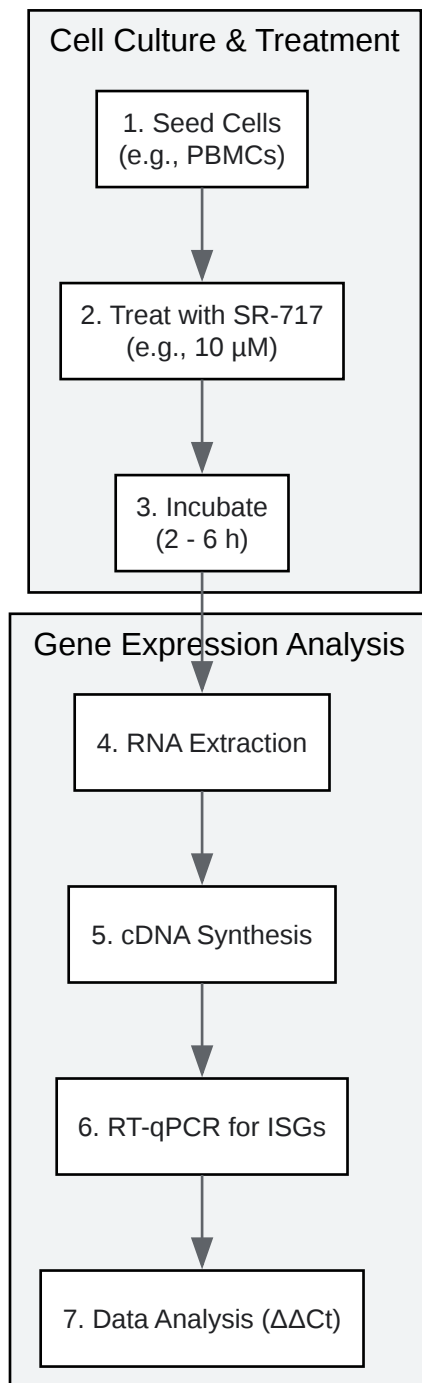 Cell Culture & Treatment
1. Seed Cells
(e.g., PBMCs)
2. Treat with SR-717
(e.g., 10 µM)
3. Incubate
(2 - 6 h)
Gene Expression Analysis
4. RNA Extraction
5. cDNA Synthesis
6. RT-qPCR for ISGs
7. Data Analysis (ΔΔCt)